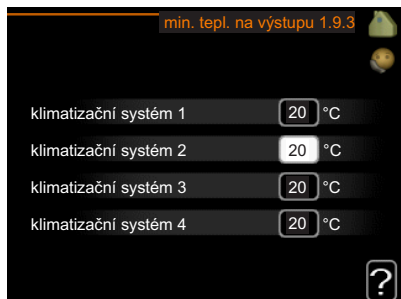 min. tepl. na výstupu 1.9.3
klimatizační systém 1 20 °C
klimatizační systém 2 20 °C
klimatizační systém 3 20 °C
klimatizační systém 4 20 °C
?